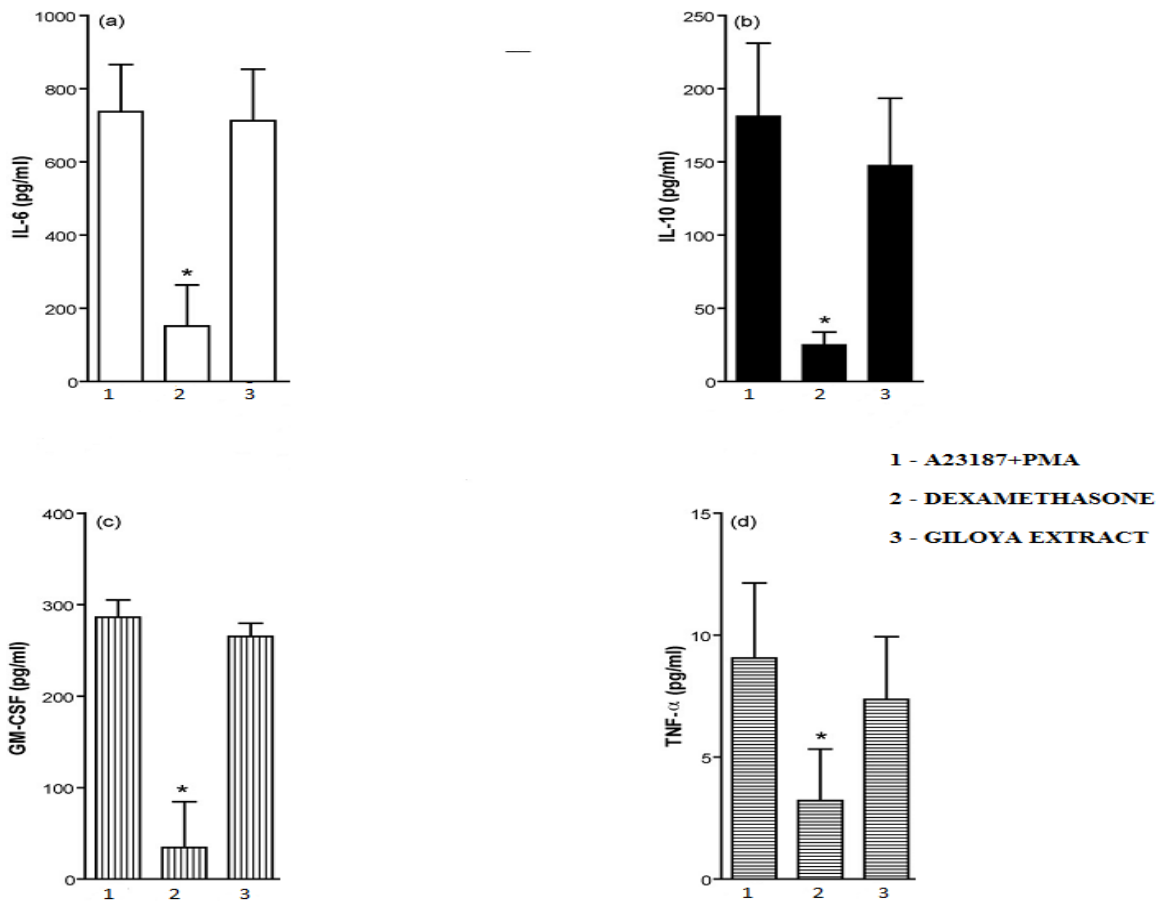 (a)
1000
800
600
400
200
0
IL-6 (pg/ml)
*
1 2 3
(b)
250
200
150
100
50
0
IL-10 (pg/ml)
*
1 2 3
1 - A23187+PMA
2 - DEXAMETHASONE
3 - GILOYA EXTRACT
(c)
400
300
200
100
0
GM-CSF (pg/ml)
*
1 2 3
(d)
15
10
5
0
TNF-α (pg/ml)
*
1 2 3